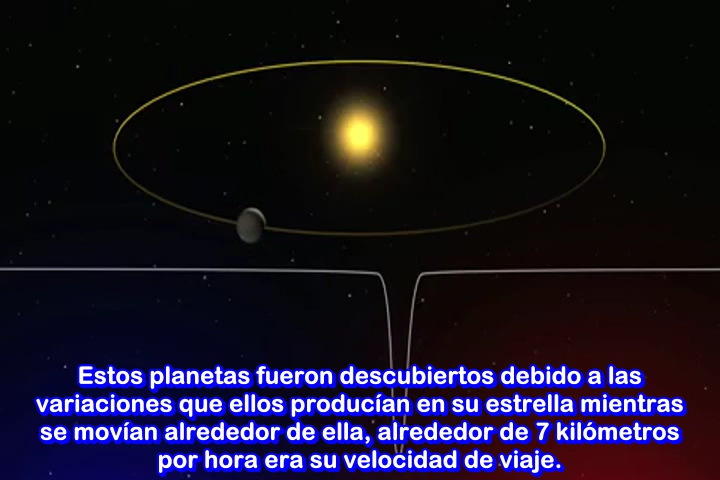 Estos planetas fueron descubiertos debido a las
variaciones que ellos producían en su estrella mientras
se movían alrededor de ella, alrededor de 7 kilómetros
por hora era su velocidad de viaje.